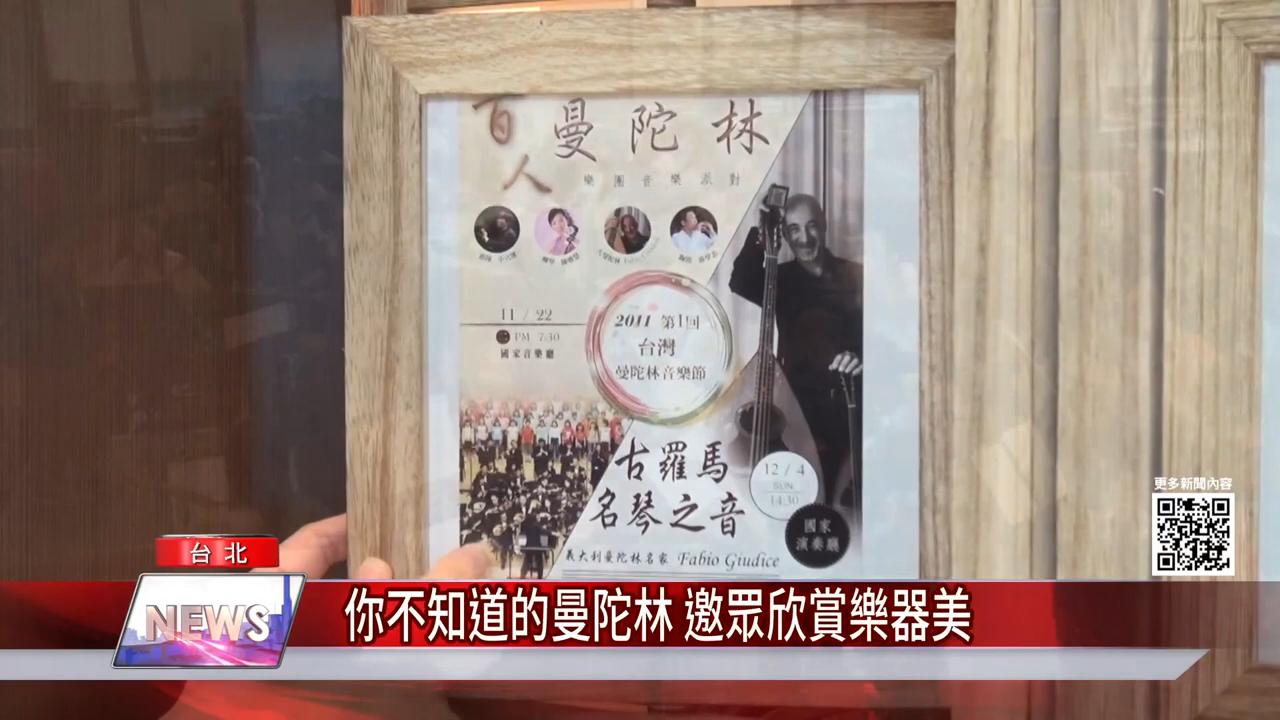 百人
曼陀林
樂團音樂派對
11 / 22
二 PM 7:30
國家音樂廳
2011 第1回
台灣
曼陀林音樂節
古羅馬
名琴之音
12 / 4
SUN
14:30
國家
演奏廳
義大利曼陀林名家 Fabio Giudice
更多新聞內容
台北
NEWS
你不知道的曼陀林 邀眾欣賞樂器美